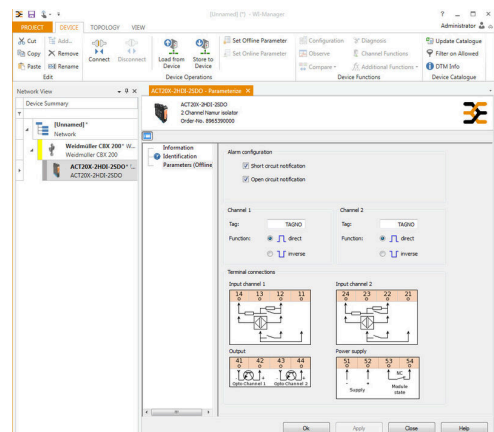 [Unnamed] [*] - WI-Manager
PROJECT DEVICE TOPOLOGY VIEW
Administrator
Cut Add...
Copy Remove
Paste Rename
Edit
Connect Disconnect
Load from Device
Store to Device
Set Offline Parameter
Set Online Parameter
Device Operations
Configuration Diagnose
Observe Channel Functions
Compare Additional Functions
Device Functions
Update Catalogue
Filter on Allowed
DTM Info
Device Catalogue
Network View
Device Summary
[Unnamed]*
Network
Weidmüller CBX 200* W...
Weidmüller CBX 200
ACT20X-2HDI-2SDO*
ACT20X-2HDI-2SDO
ACT20X-2HDI-2SDO - Parameterize
ACT20X-2HDI-2SDO
2 Channel Namur isolator
Order-No. 8965390000
Information
Identification
Parameters (Offline
Alarm configuration
Short circuit notification
Open circuit notification
Channel 1
Tag: TAGNO
Function: direct
inverse
Channel 2
Tag: TAGNO
Function: direct
inverse
Terminal connections
Input channel 1
14 13 12 11
Input channel 2
24 23 22 21
Output
41 42 43 44
- + - +
Opto Channel 1 Opto Channel 2
Power supply
51 52 53 54
NC
- +
Supply
Module state
Ok Apply Close Help